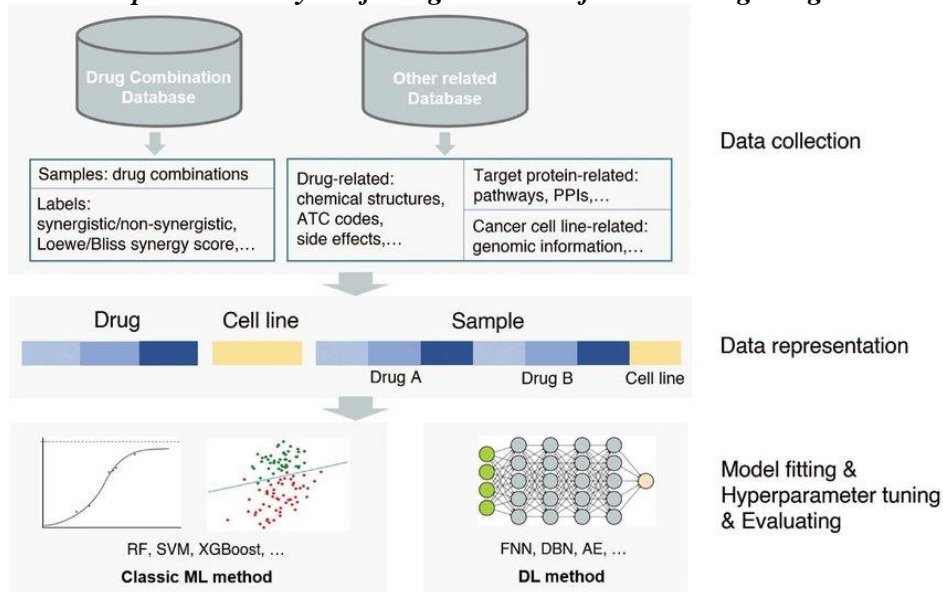 Drug Combination
Database
Other related
Database
Data collection
Samples: drug combinations
Labels:
synergistic/non-synergistic,
Loewe/Bliss synergy score,...
Drug-related:
chemical structures,
ATC codes,
side effects,...
Target protein-related:
pathways, PPIs,...
Cancer cell line-related:
genomic information,...
Drug
Cell line
Sample
Drug A
Drug B
Cell line
Data representation
Model fitting &
Hyperparameter tuning
& Evaluating
RF, SVM, XGBoost, ...
Classic ML method
FNN, DBN, AE, ...
DL method